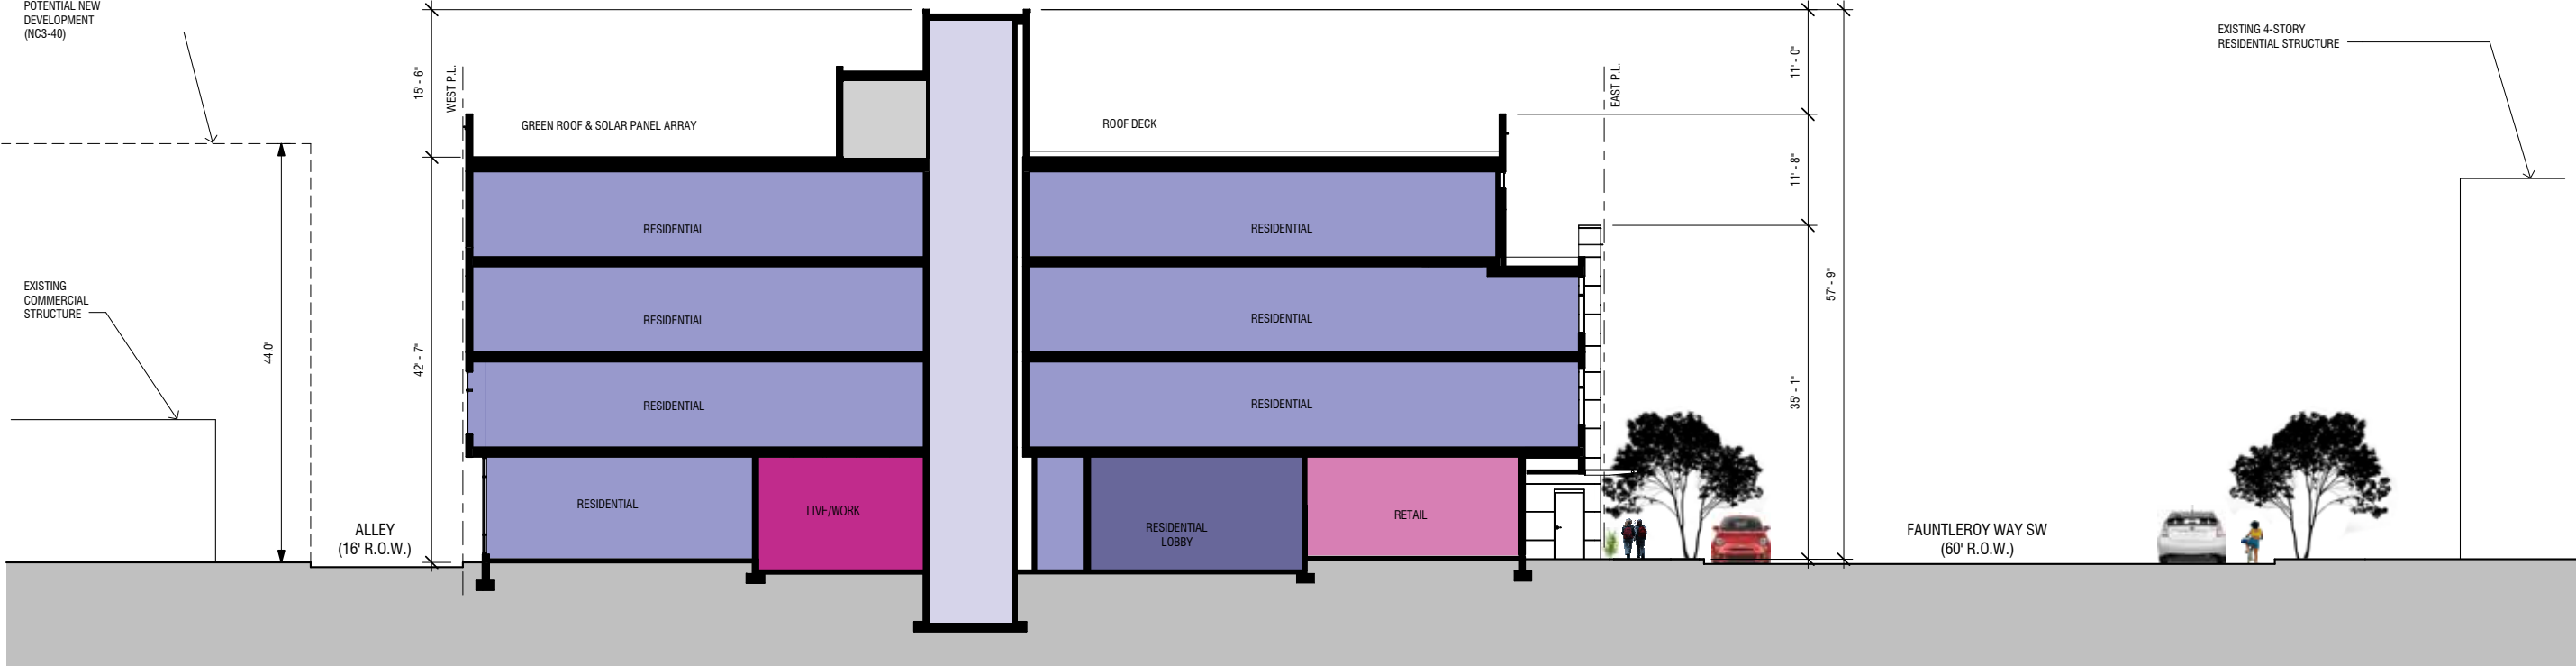 POTENTIAL NEW
DEVELOPMENT
(NC3-40)
EXISTING 4-STORY
RESIDENTIAL STRUCTURE
15' - 6"
WEST P.L.
11' - 0"
EAST P.L.
GREEN ROOF & SOLAR PANEL ARRAY
ROOF DECK
11' - 8"
RESIDENTIAL
RESIDENTIAL
EXISTING
COMMERCIAL
STRUCTURE
57' - 9"
RESIDENTIAL
RESIDENTIAL
44.0'
42' - 7"
35' - 1"
RESIDENTIAL
RESIDENTIAL
RESIDENTIAL
LIVE/WORK
RESIDENTIAL
LOBBY
RETAIL
ALLEY
(16' R.O.W.)
FAUNTLEROY WAY SW
(60' R.O.W.)